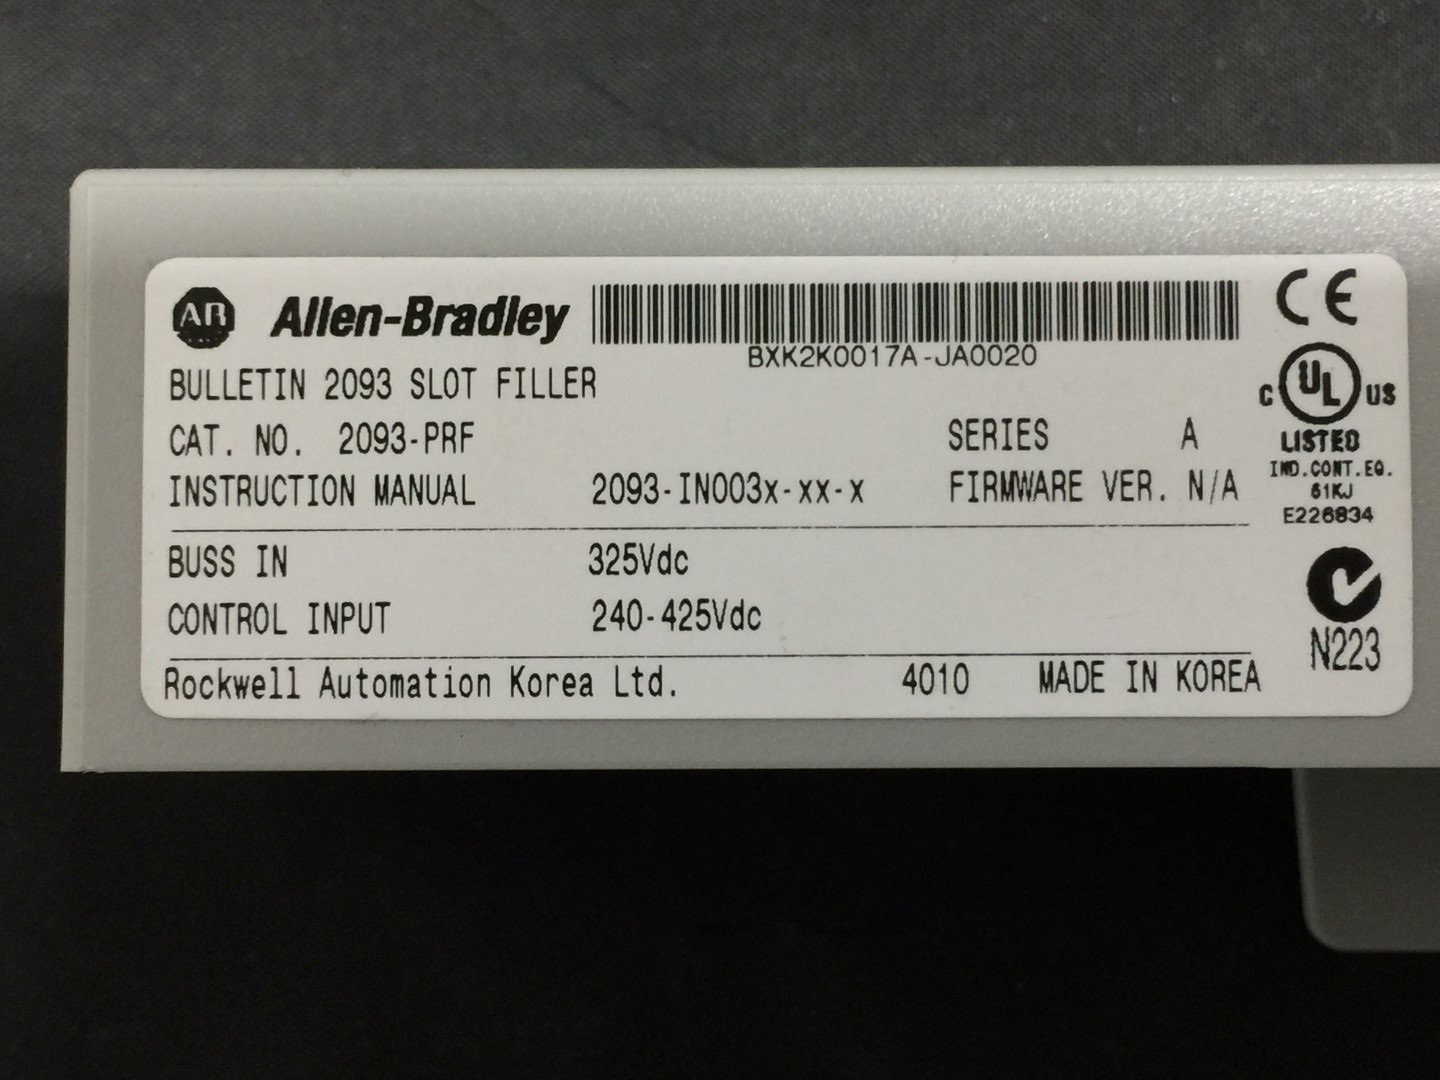 AB Allen-Bradley
BXK2K0017A-JA0020
BULLETIN 2093 SLOT FILLER
CAT. NO. 2093-PRF SERIES A
INSTRUCTION MANUAL 2093-IN003x-xx-x FIRMWARE VER. N/A
BUSS IN 325Vdc
CONTROL INPUT 240-425Vdc
Rockwell Automation Korea Ltd. 4010 MADE IN KOREA
CE
C UL US
LISTED
IND.CONT.EQ.
61KJ
E226834
N223